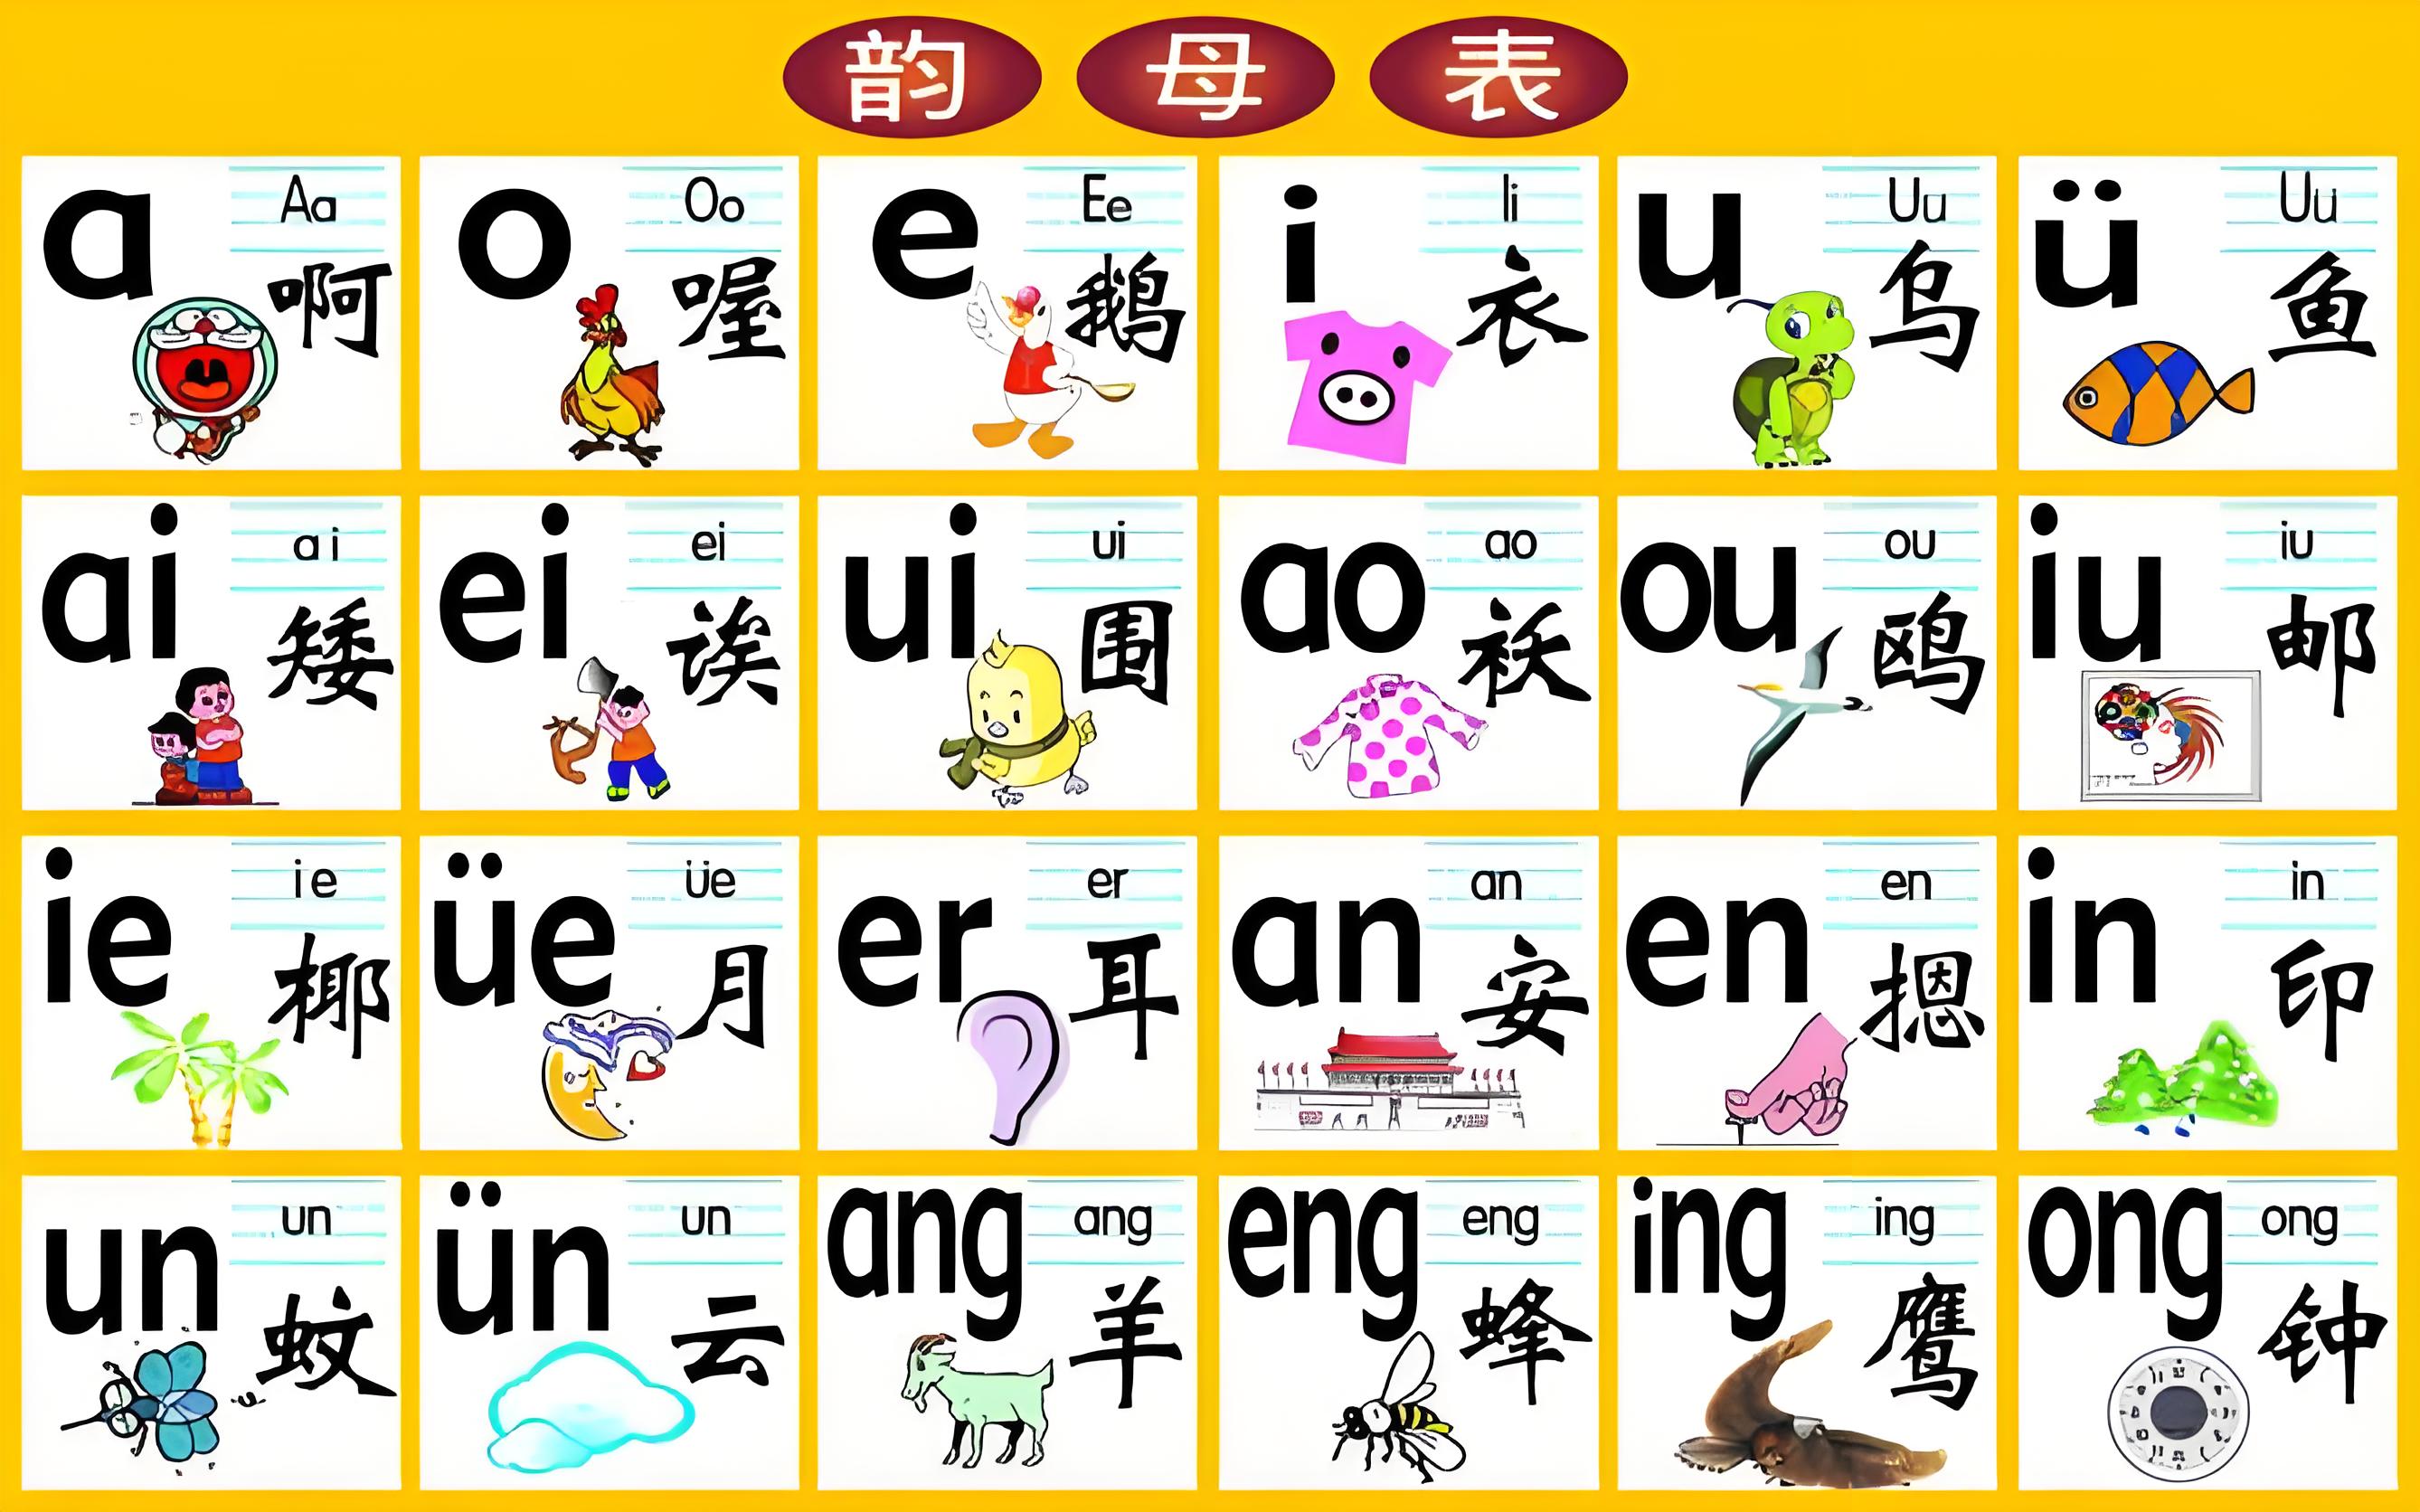 韵 母 表
a Aa 啊
o Oo 喔
e Ee 鹅
i Ii 衣
u Uu 乌
ü Uu 鱼
ai ai 矮
ei ei 诶
ui ui 围
ao ao 袄
ou ou 鸥
iu iu 邮
ie ie 椰
üe Üe 月
er er 耳
an an 安
en en 摁
in in 印
un un 蚊
ün un 云
ang ang 羊
eng eng 蜂
ing ing 鹰
ong ong 钟